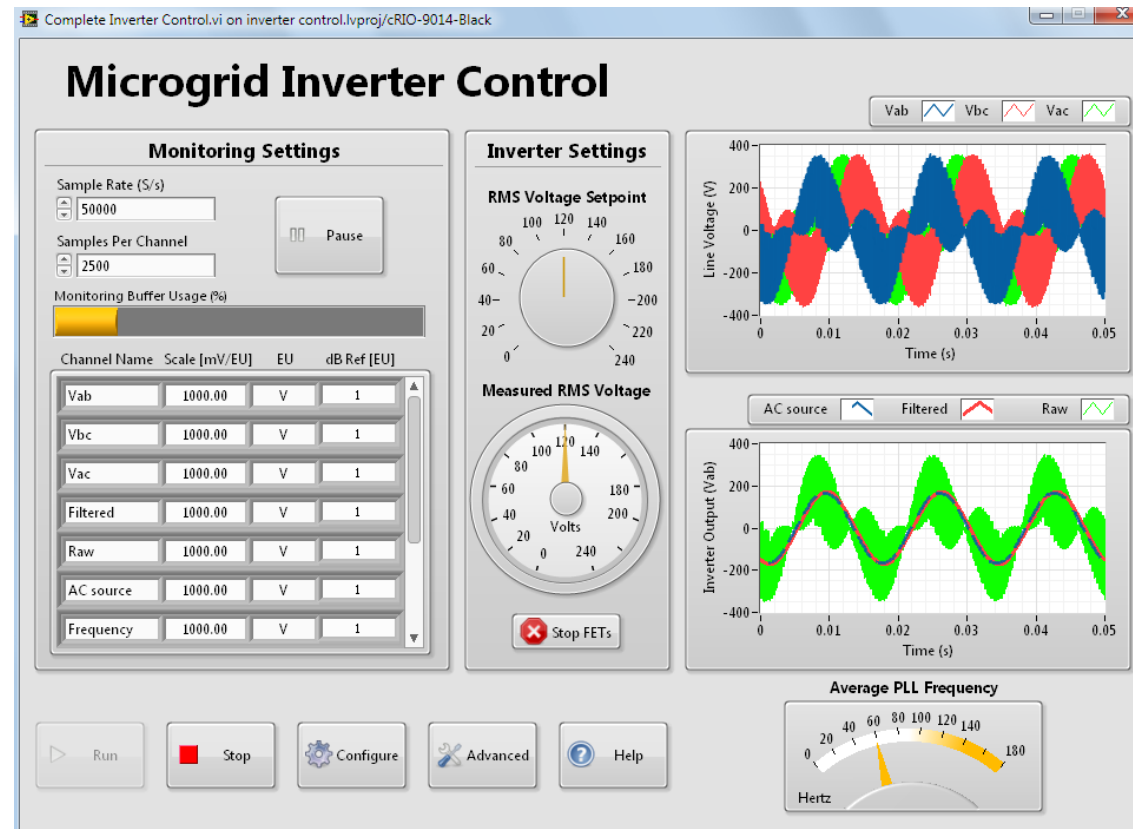 Complete Inverter Control.vi on inverter control.lvproj/cRIO-9014-Black
Microgrid Inverter Control
Monitoring Settings
Sample Rate (S/s)
50000
Samples Per Channel
2500
Pause
Monitoring Buffer Usage (%)
Channel Name Scale [mV/EU] EU dB Ref [EU]
Vab 1000.00 V 1
Vbc 1000.00 V 1
Vac 1000.00 V 1
Filtered 1000.00 V 1
Raw 1000.00 V 1
AC source 1000.00 V 1
Frequency 1000.00 V 1
Inverter Settings
RMS Voltage Setpoint
0 20 40 60 80 100 120 140 160 180 200 220 240
Measured RMS Voltage
0 20 40 60 80 100 120 140 180 200 240
Volts
Stop FETs
Vab Vbc Vac
Line Voltage (V)
400
200
0
-200
-400
0 0.01 0.02 0.03 0.04 0.05
Time (s)
AC source Filtered Raw
Inverter Output (Vab)
400
200
0
-200
-400
0 0.01 0.02 0.03 0.04 0.05
Time (s)
Average PLL Frequency
0 20 40 60 80 100 120 140 180
Hertz
Run Stop Configure Advanced Help